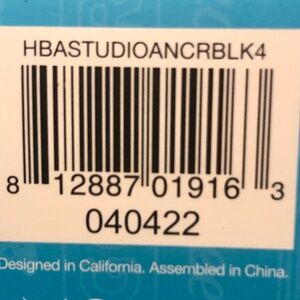 HBASTUDIOANCRBLK4
8 12887 01916 3
040422
Designed in California. Assembled in China.